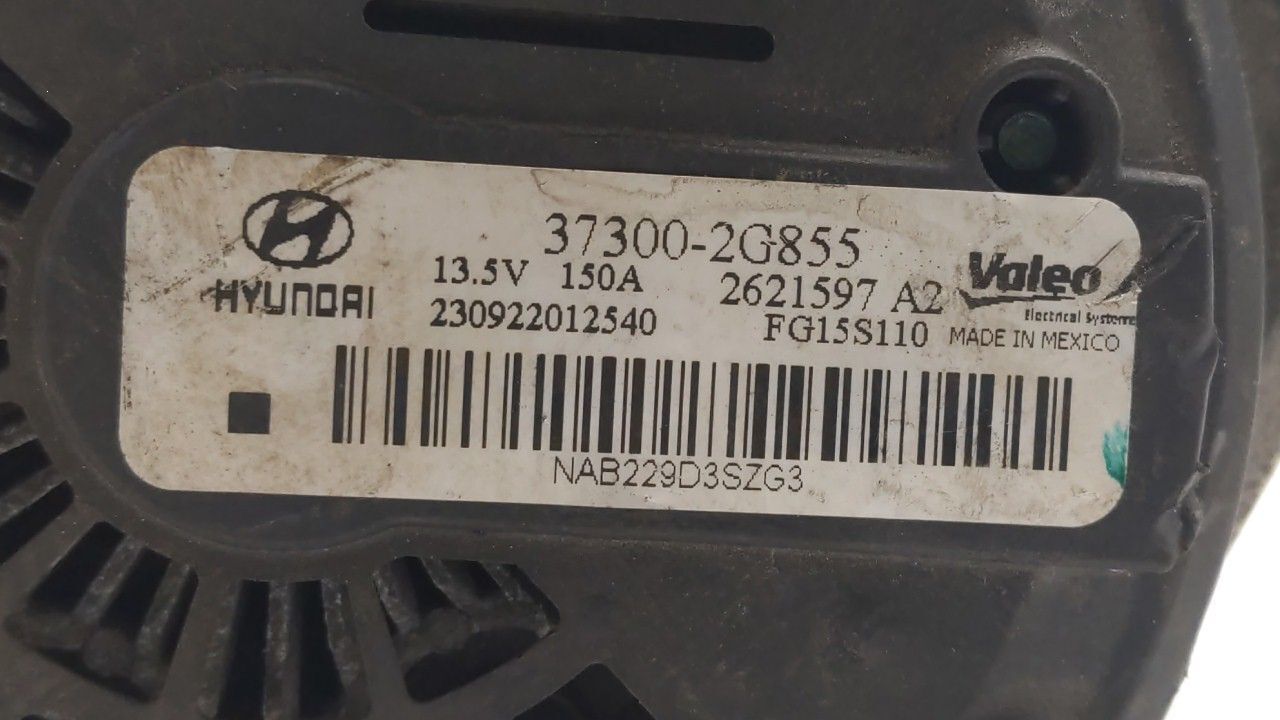 37300-2G855
HYUNDAI 13.5V 150A 2621597 A2 Valeo
Electrical Systems
230922012540 FG15S110 MADE IN MEXICO
NAB229D3SZG3